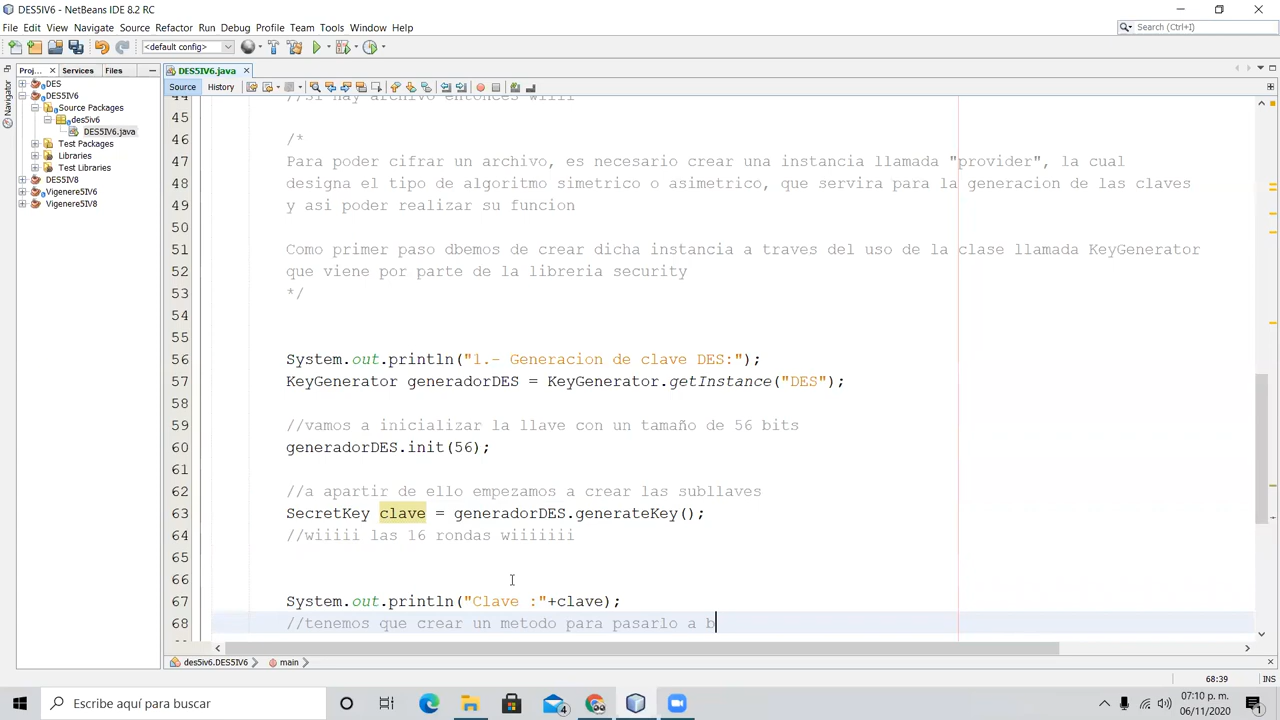 DES5IV6 - NetBeans IDE 8.2 RC
File Edit View Navigate Source Refactor Run Debug Profile Team Tools Window Help
Search (Ctrl+I)
<default config>
Proj... Services Files
DES5IV6.java
Navigator
Source History
DES
DES5IV6
Source Packages
des5iv6
DES5IV6.java
Test Packages
Libraries
Test Libraries
DES5IV8
Vigenere5IV6
Vigenere5IV8
44 //si hay archivo entonces wiiii
45
46 /*
47 Para poder cifrar un archivo, es necesario crear una instancia llamada "provider", la cual
48 designa el tipo de algoritmo simetrico o asimetrico, que servira para la generacion de las claves
49 y asi poder realizar su funcion
50
51 Como primer paso dbemos de crear dicha instancia a traves del uso de la clase llamada KeyGenerator
52 que viene por parte de la libreria security
53 */
54
55
56 System.out.println("1.- Generacion de clave DES:");
57 KeyGenerator generadorDES = KeyGenerator.getInstance("DES");
58
59 //vamos a inicializar la llave con un tamaño de 56 bits
60 generadorDES.init(56);
61
62 //a apartir de ello empezamos a crear las subllaves
63 SecretKey clave = generadorDES.generateKey();
64 //wiiiii las 16 rondas wiiiiiii
65
66
67 System.out.println("Clave :"+clave);
68 //tenemos que crear un metodo para pasarlo a b
des5iv6.DES5IV6 main
68:39 INS
Escribe aquí para buscar
4
07:10 p. m.
06/11/2020
1